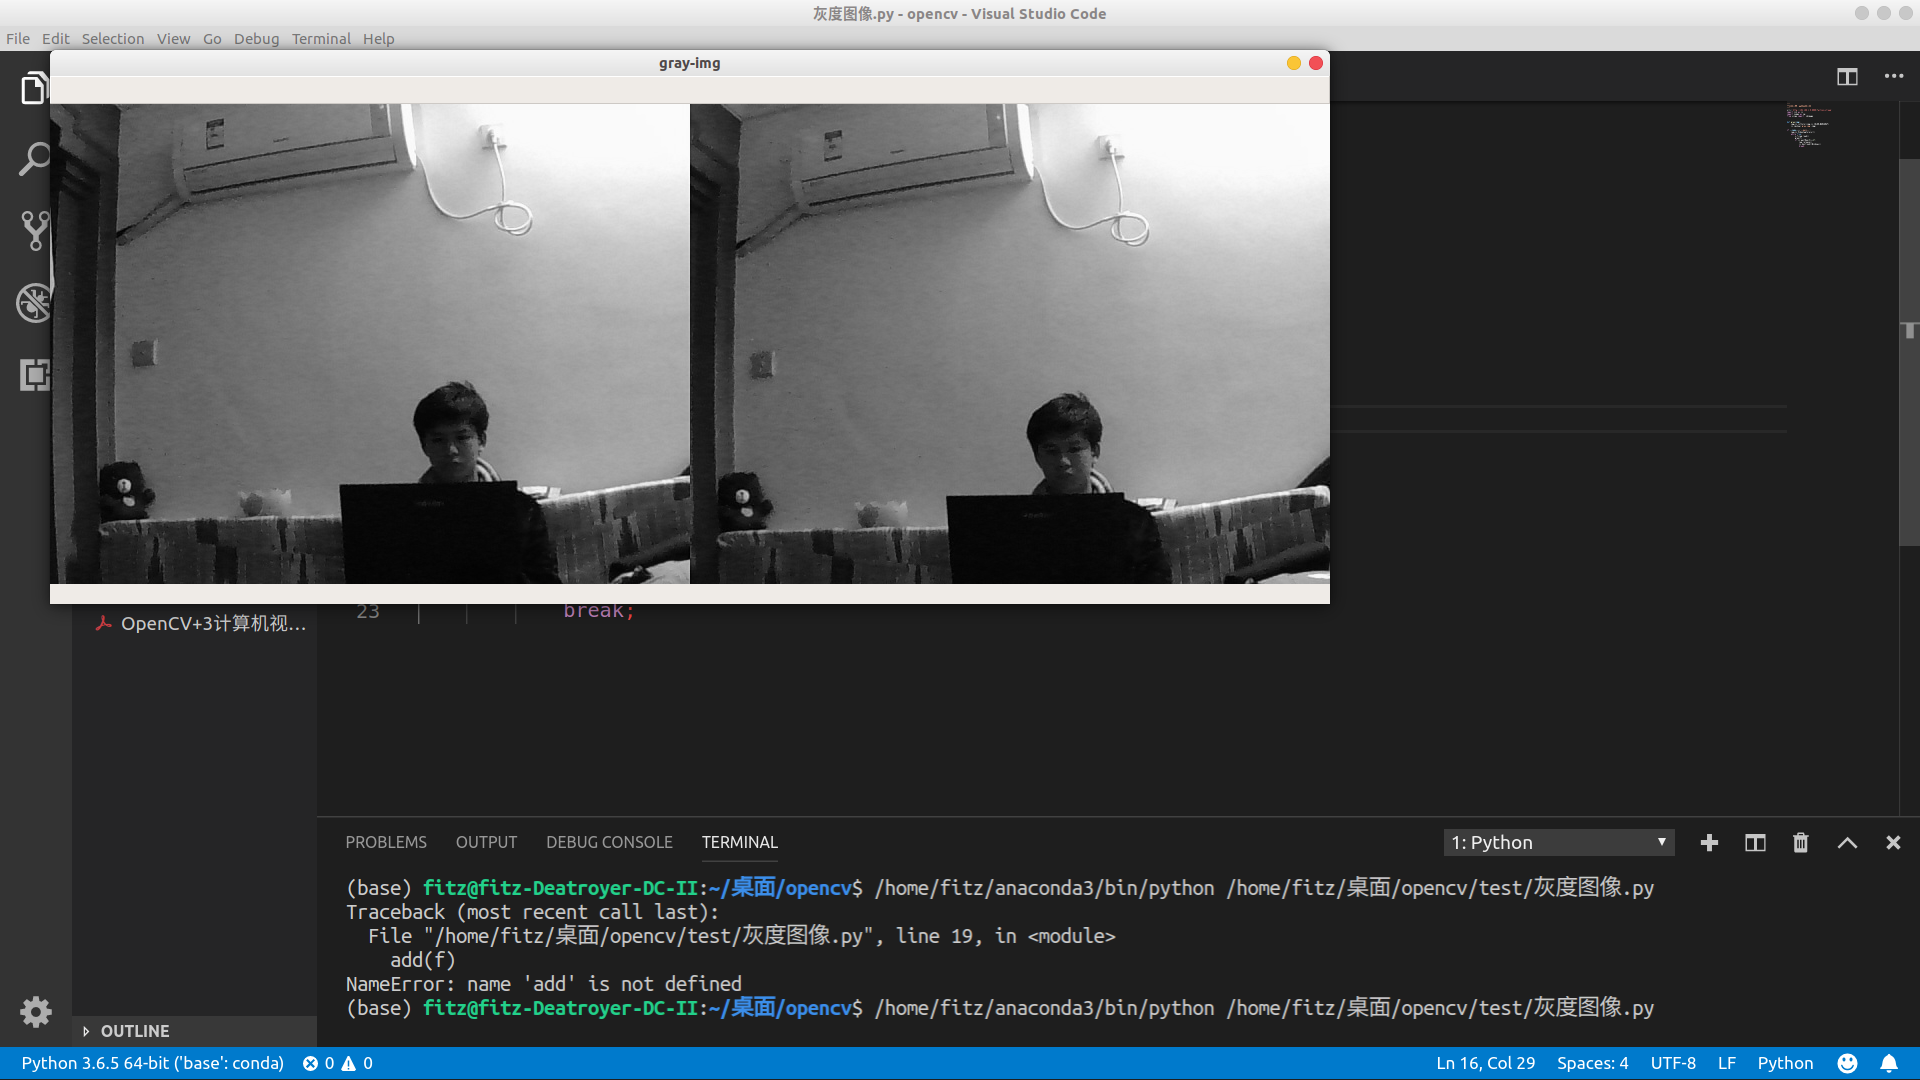 灰度图像.py - opencv - Visual Studio Code
File Edit Selection View Go Debug Terminal Help
gray-img
23 break;
OpenCV+3计算机视...
PROBLEMS OUTPUT DEBUG CONSOLE TERMINAL
1: Python
(base) fitz@fitz-Deatroyer-DC-II:~/桌面/opencv$ /home/fitz/anaconda3/bin/python /home/fitz/桌面/opencv/test/灰度图像.py
Traceback (most recent call last):
File "/home/fitz/桌面/opencv/test/灰度图像.py", line 19, in <module>
add(f)
NameError: name 'add' is not defined
(base) fitz@fitz-Deatroyer-DC-II:~/桌面/opencv$ /home/fitz/anaconda3/bin/python /home/fitz/桌面/opencv/test/灰度图像.py
OUTLINE
Python 3.6.5 64-bit ('base': conda) 0 0 Ln 16, Col 29 Spaces: 4 UTF-8 LF Python